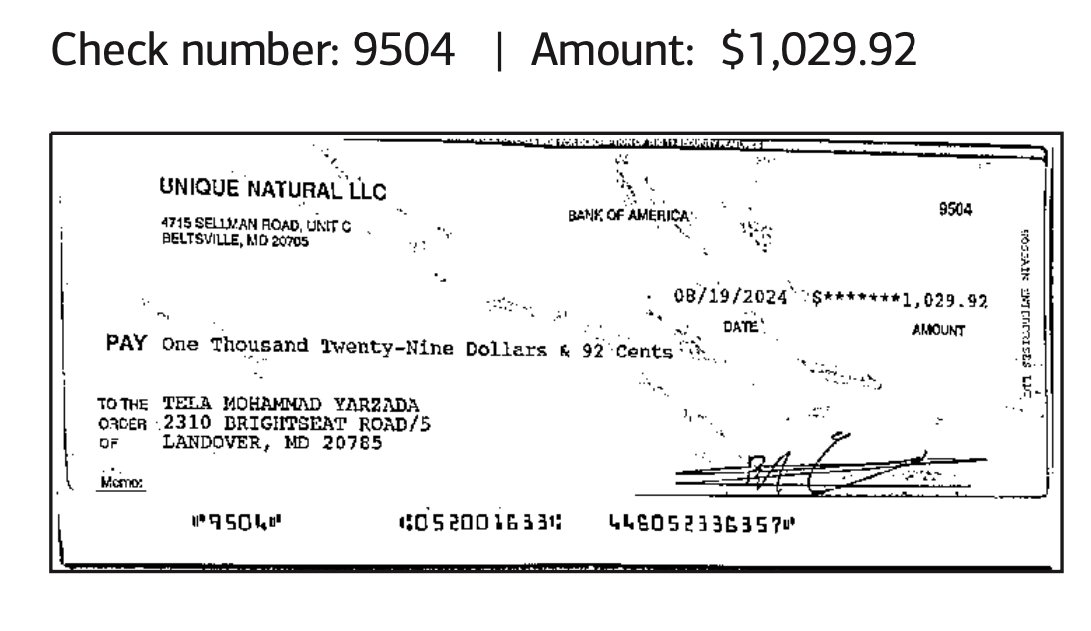 Check number: 9504 | Amount: $1,029.92
UNIQUE NATURAL LLC
4715 SELLMAN ROAD, UNIT C
BELTSVILLE, MD 20705
BANK OF AMERICA
9504
08/19/2024 $*******1,029.92
DATE AMOUNT
PAY One Thousand Twenty-Nine Dollars & 92 Cents
TO THE TELA MOHAMMAD YARZADA
ORDER 2310 BRIGHTSEAT ROAD/5
OF LANDOVER, MD 20785
Memo:
⑈9504⑈ ⑆052001633⑆ 448052336357⑈